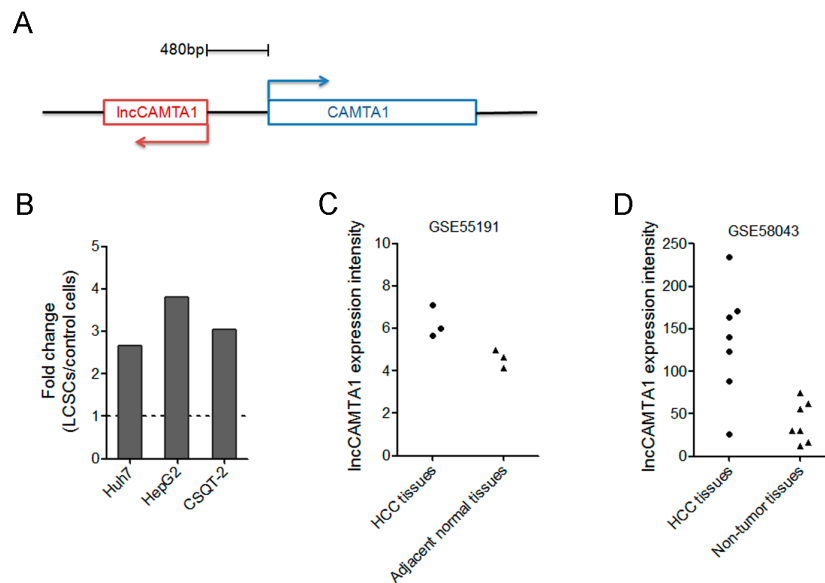 A
480bp
lncCAMTA1
CAMTA1
B
Fold change
(LCSCs/control cells)
5
4
3
2
1
0
Huh7
HepG2
CSQT-2
C
GSE55191
lncCAMTA1 expression intensity
10
8
6
4
2
0
HCC tissues
Adjacent normal tissues
D
GSE58043
lncCAMTA1 expression intensity
250
200
150
100
50
0
HCC tissues
Non-tumor tissues